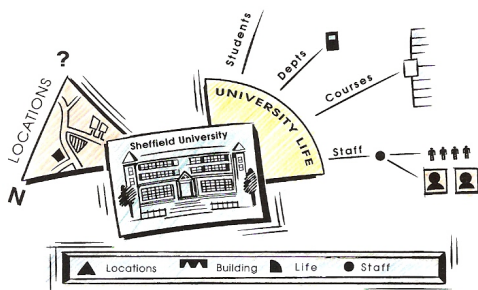 ?
LOCATIONS
N
Students
Depts
Courses
UNIVERSITY LIFE
Staff
Sheffield University
Locations Building Life Staff